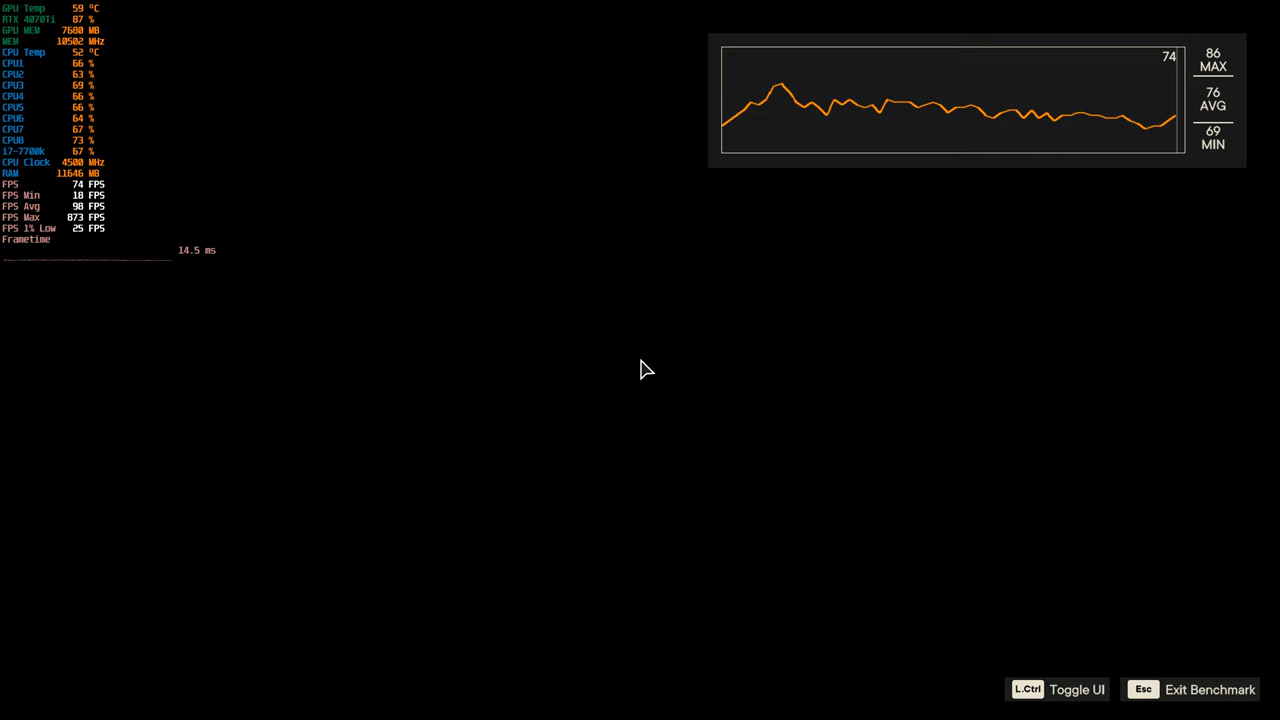 GPU Temp 59 ºC
RTX 4070Ti 87 %
GPU MEM 7680 MB
MEM 10502 MHz
CPU Temp 52 ºC
CPU1 66 %
CPU2 63 %
CPU3 69 %
CPU4 66 %
CPU5 66 %
CPU6 64 %
CPU7 67 %
CPU8 73 %
i7-7700k 67 %
CPU Clock 4500 MHz
RAM 11646 MB
FPS 74 FPS
FPS Min 18 FPS
FPS Avg 98 FPS
FPS Max 873 FPS
FPS 1% Low 25 FPS
Frametime
14.5 ms
74
86
MAX
76
AVG
69
MIN
L.Ctrl Toggle UI
Esc Exit Benchmark